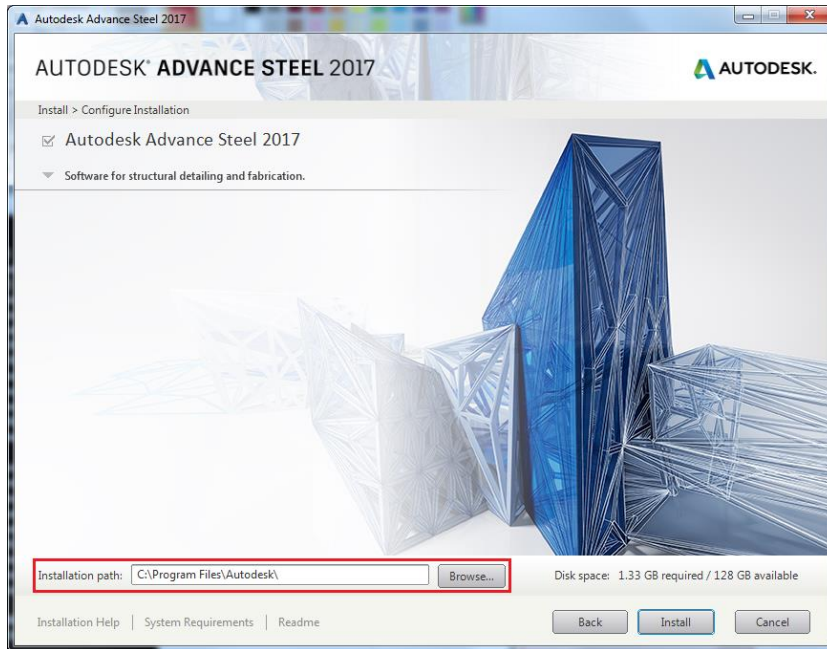 Autodesk Advance Steel 2017
AUTODESK® ADVANCE STEEL 2017
AUTODESK.
Install > Configure Installation
Autodesk Advance Steel 2017
Software for structural detailing and fabrication.
Installation path: C:\Program Files\Autodesk\ Browse... Disk space: 1.33 GB required / 128 GB available
Installation Help | System Requirements | Readme Back Install Cancel